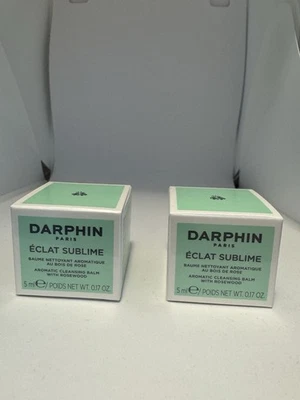 DARPHIN
PARIS
ÉCLAT SUBLIME
BAUME NETTOYANT AROMATIQUE
AU BOIS DE ROSE
AROMATIC CLEANSING BALM
WITH ROSEWOOD
5 ml ℮ / POIDS NET WT. 0.17 OZ.
DARPHIN
PARIS
ÉCLAT SUBLIME
BAUME NETTOYANT AROMATIQUE
AU BOIS DE ROSE
AROMATIC CLEANSING BALM
WITH ROSEWOOD
5 ml ℮ / POIDS NET WT. 0.17 OZ.